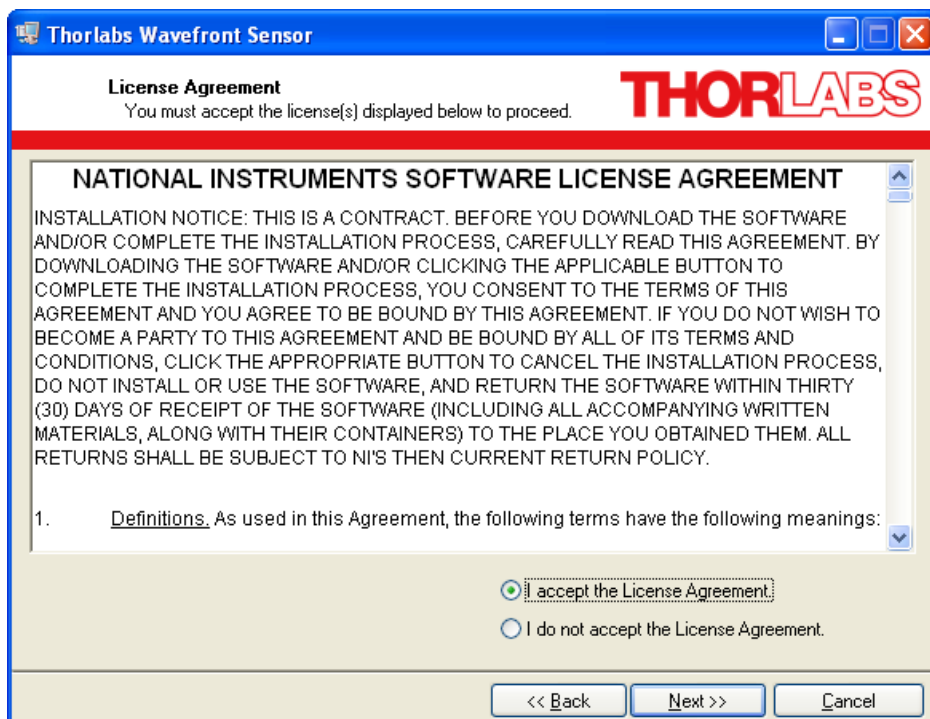 Thorlabs Wavefront Sensor
License Agreement
You must accept the license(s) displayed below to proceed.
THORLABS
NATIONAL INSTRUMENTS SOFTWARE LICENSE AGREEMENT
INSTALLATION NOTICE: THIS IS A CONTRACT. BEFORE YOU DOWNLOAD THE SOFTWARE
AND/OR COMPLETE THE INSTALLATION PROCESS, CAREFULLY READ THIS AGREEMENT. BY
DOWNLOADING THE SOFTWARE AND/OR CLICKING THE APPLICABLE BUTTON TO
COMPLETE THE INSTALLATION PROCESS, YOU CONSENT TO THE TERMS OF THIS
AGREEMENT AND YOU AGREE TO BE BOUND BY THIS AGREEMENT. IF YOU DO NOT WISH TO
BECOME A PARTY TO THIS AGREEMENT AND BE BOUND BY ALL OF ITS TERMS AND
CONDITIONS, CLICK THE APPROPRIATE BUTTON TO CANCEL THE INSTALLATION PROCESS,
DO NOT INSTALL OR USE THE SOFTWARE, AND RETURN THE SOFTWARE WITHIN THIRTY
(30) DAYS OF RECEIPT OF THE SOFTWARE (INCLUDING ALL ACCOMPANYING WRITTEN
MATERIALS, ALONG WITH THEIR CONTAINERS) TO THE PLACE YOU OBTAINED THEM. ALL
RETURNS SHALL BE SUBJECT TO NI'S THEN CURRENT RETURN POLICY.
1. Definitions. As used in this Agreement, the following terms have the following meanings:
I accept the License Agreement.
I do not accept the License Agreement.
<< Back Next >> Cancel